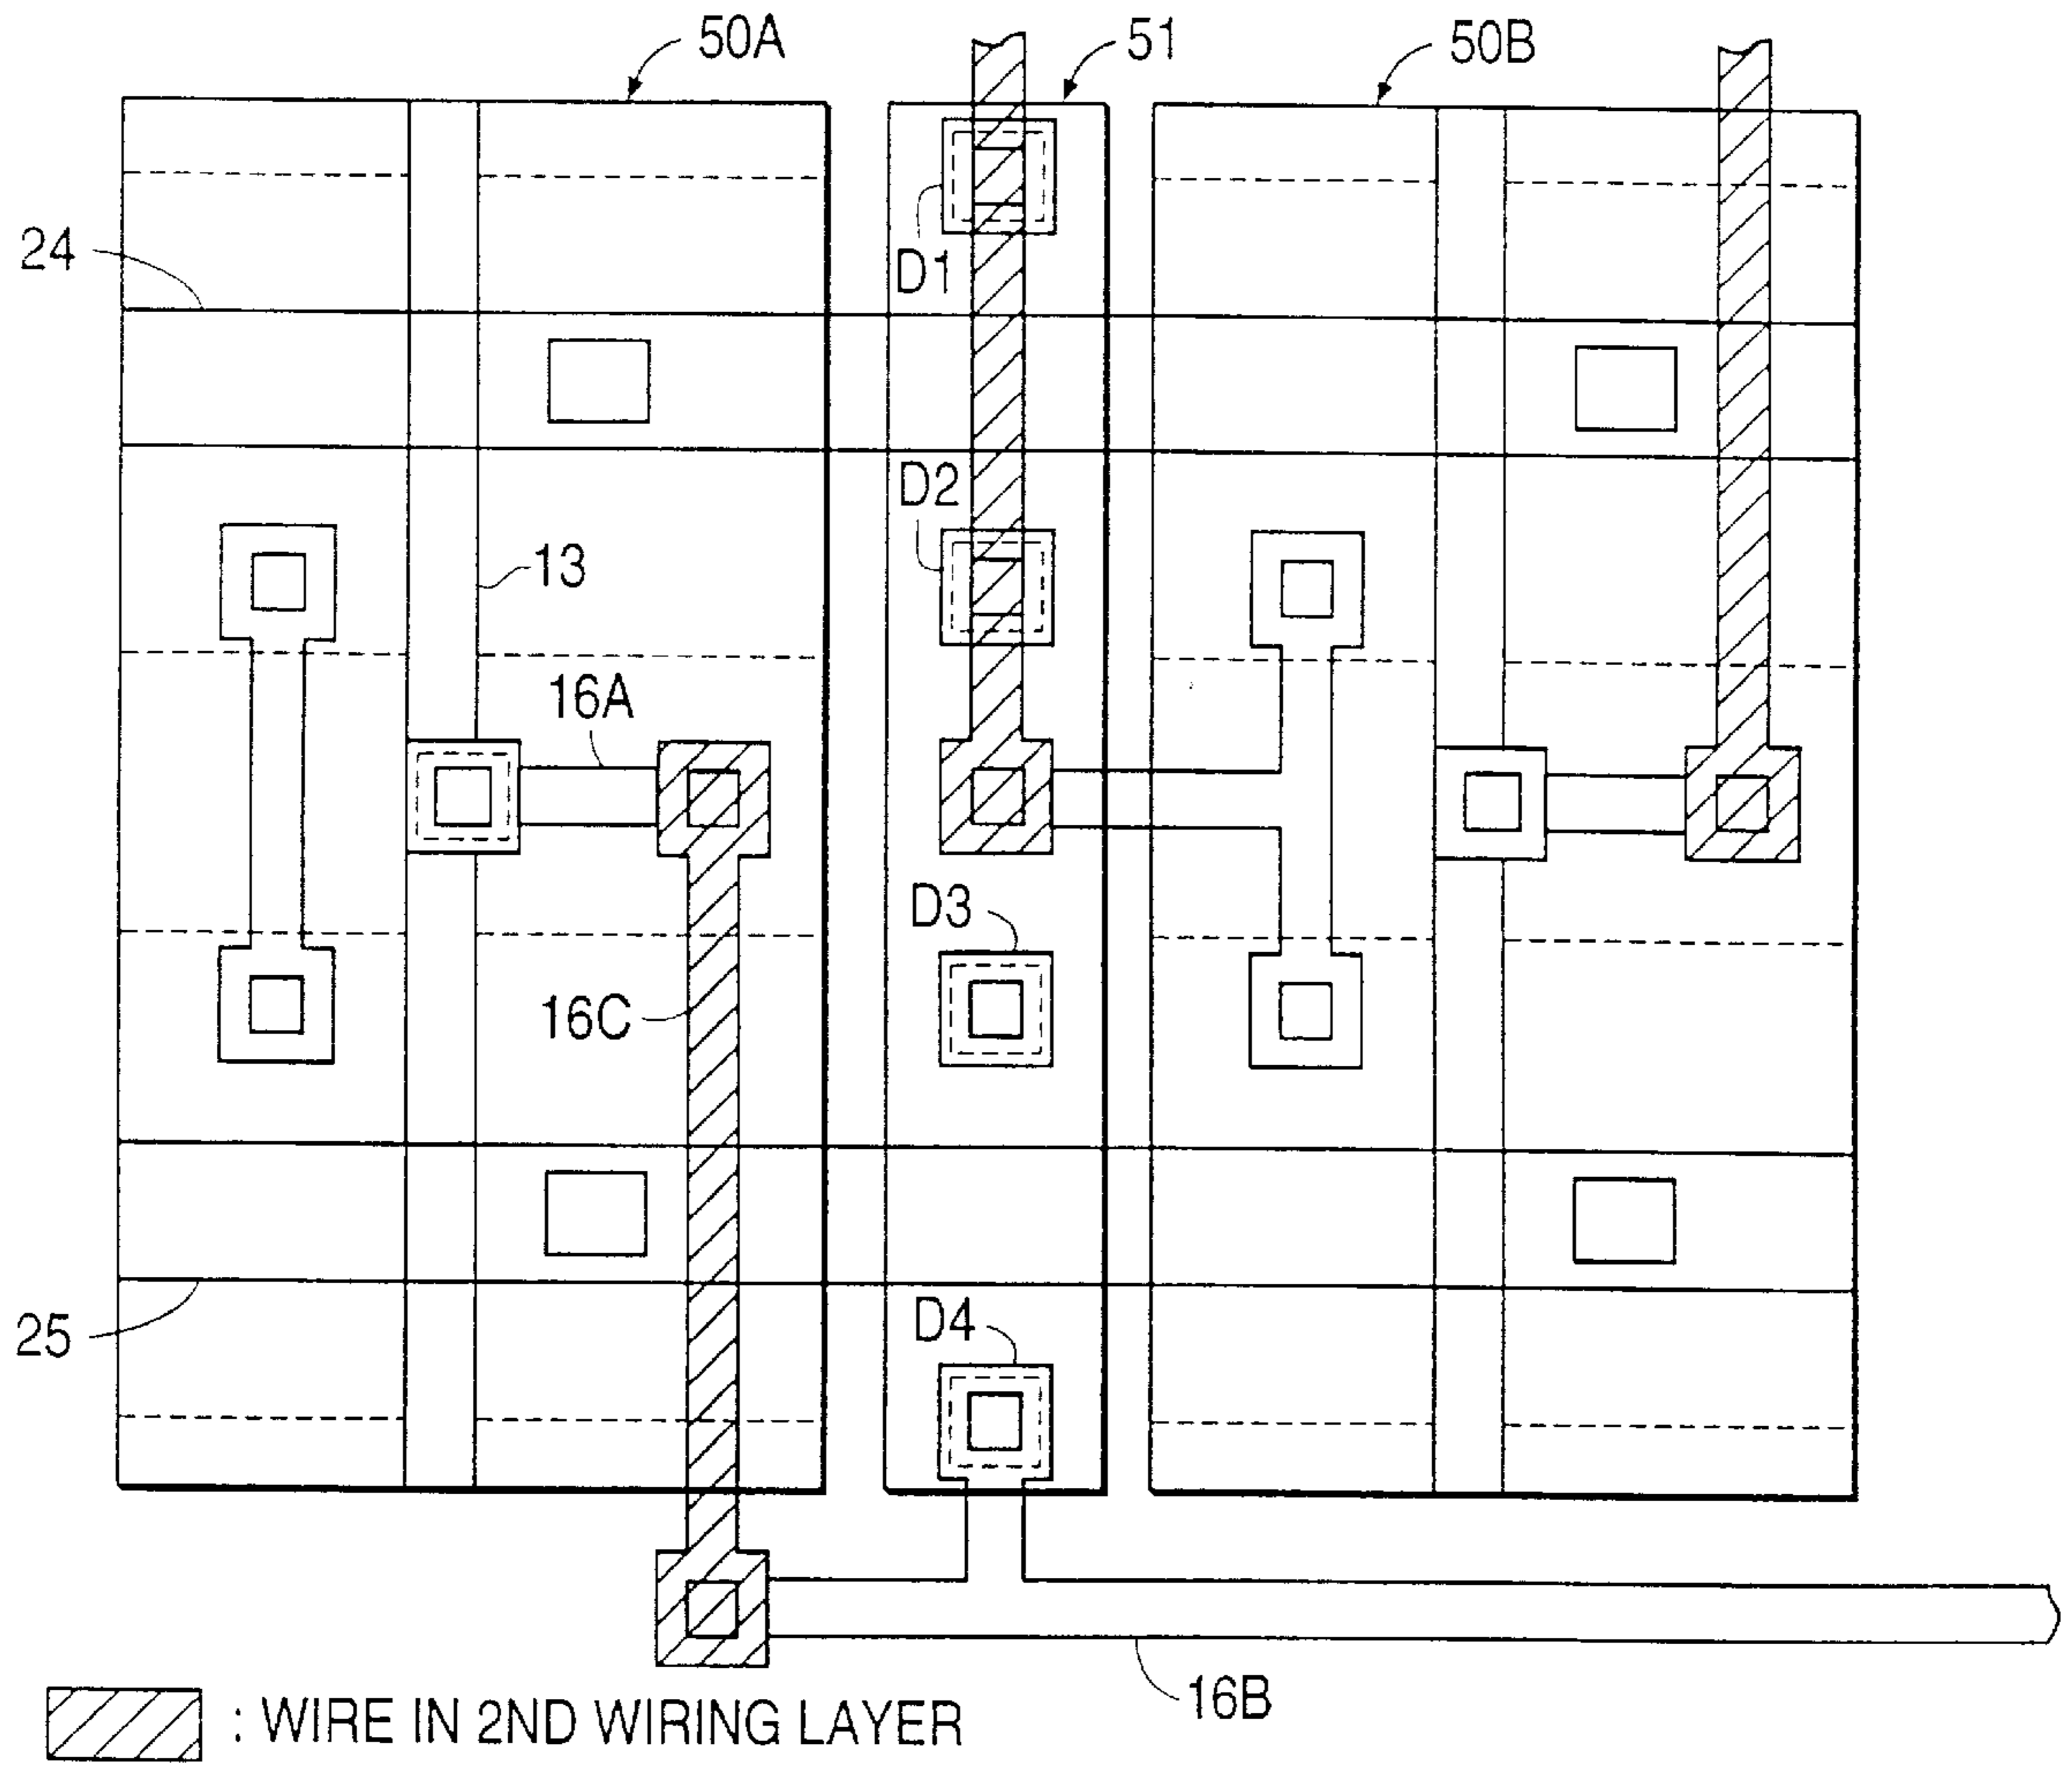 50A
51
50B
24
D1
D2
13
16A
D3
16C
D4
25
16B
: WIRE IN 2ND WIRING LAYER